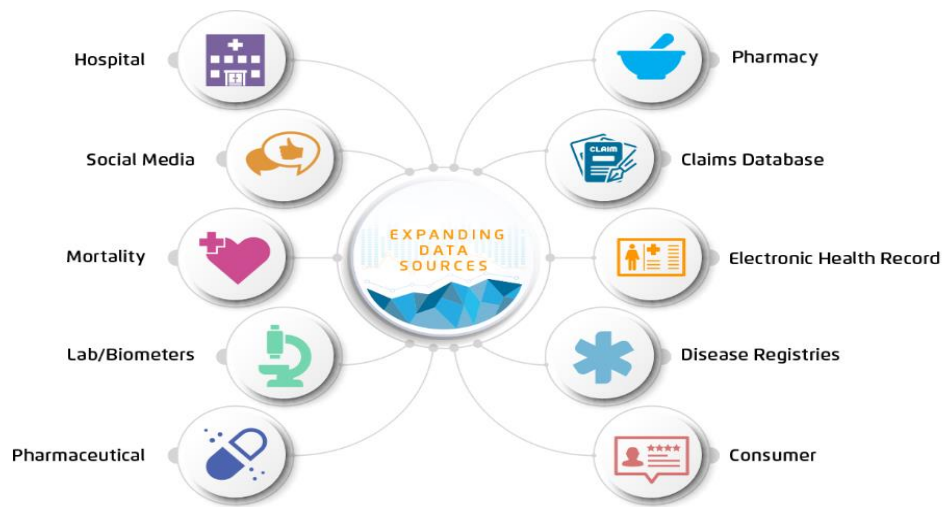 Hospital
Pharmacy
Social Media
CLAIM
Claims Database
Mortality
EXPANDING
DATA
SOURCES
Electronic Health Record
Lab/Biometers
Disease Registries
Pharmaceutical
Consumer